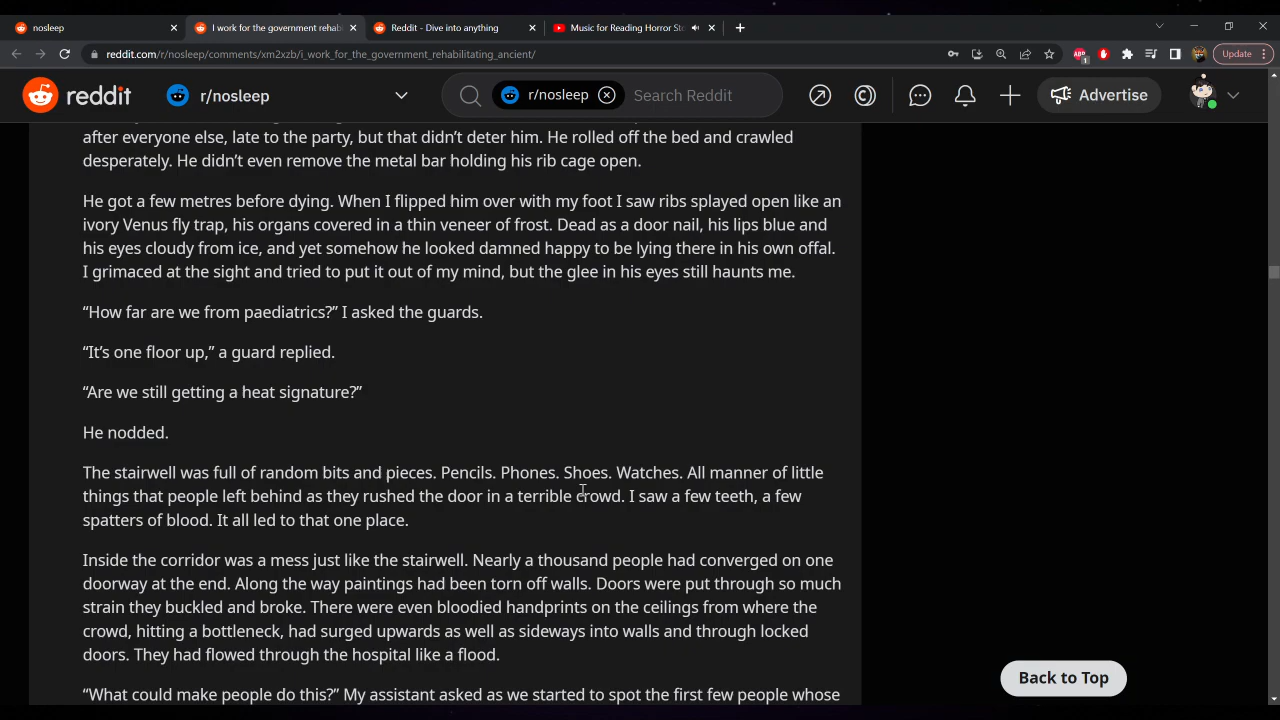 nosleep
I work for the government rehab
Reddit - Dive into anything
Music for Reading Horror Sto
reddit.com/r/nosleep/comments/xm2xzb/i_work_for_the_government_rehabilitating_ancient/
ABP
1
Update
reddit
r/nosleep
r/nosleep
Search Reddit
Advertise
after everyone else, late to the party, but that didn’t deter him. He rolled off the bed and crawled
desperately. He didn’t even remove the metal bar holding his rib cage open.
He got a few metres before dying. When I flipped him over with my foot I saw ribs splayed open like an
ivory Venus fly trap, his organs covered in a thin veneer of frost. Dead as a door nail, his lips blue and
his eyes cloudy from ice, and yet somehow he looked damned happy to be lying there in his own offal.
I grimaced at the sight and tried to put it out of my mind, but the glee in his eyes still haunts me.
“How far are we from paediatrics?” I asked the guards.
“It’s one floor up,” a guard replied.
“Are we still getting a heat signature?”
He nodded.
The stairwell was full of random bits and pieces. Pencils. Phones. Shoes. Watches. All manner of little
things that people left behind as they rushed the door in a terrible crowd. I saw a few teeth, a few
spatters of blood. It all led to that one place.
Inside the corridor was a mess just like the stairwell. Nearly a thousand people had converged on one
doorway at the end. Along the way paintings had been torn off walls. Doors were put through so much
strain they buckled and broke. There were even bloodied handprints on the ceilings from where the
crowd, hitting a bottleneck, had surged upwards as well as sideways into walls and through locked
doors. They had flowed through the hospital like a flood.
“What could make people do this?” My assistant asked as we started to spot the first few people whose
Back to Top